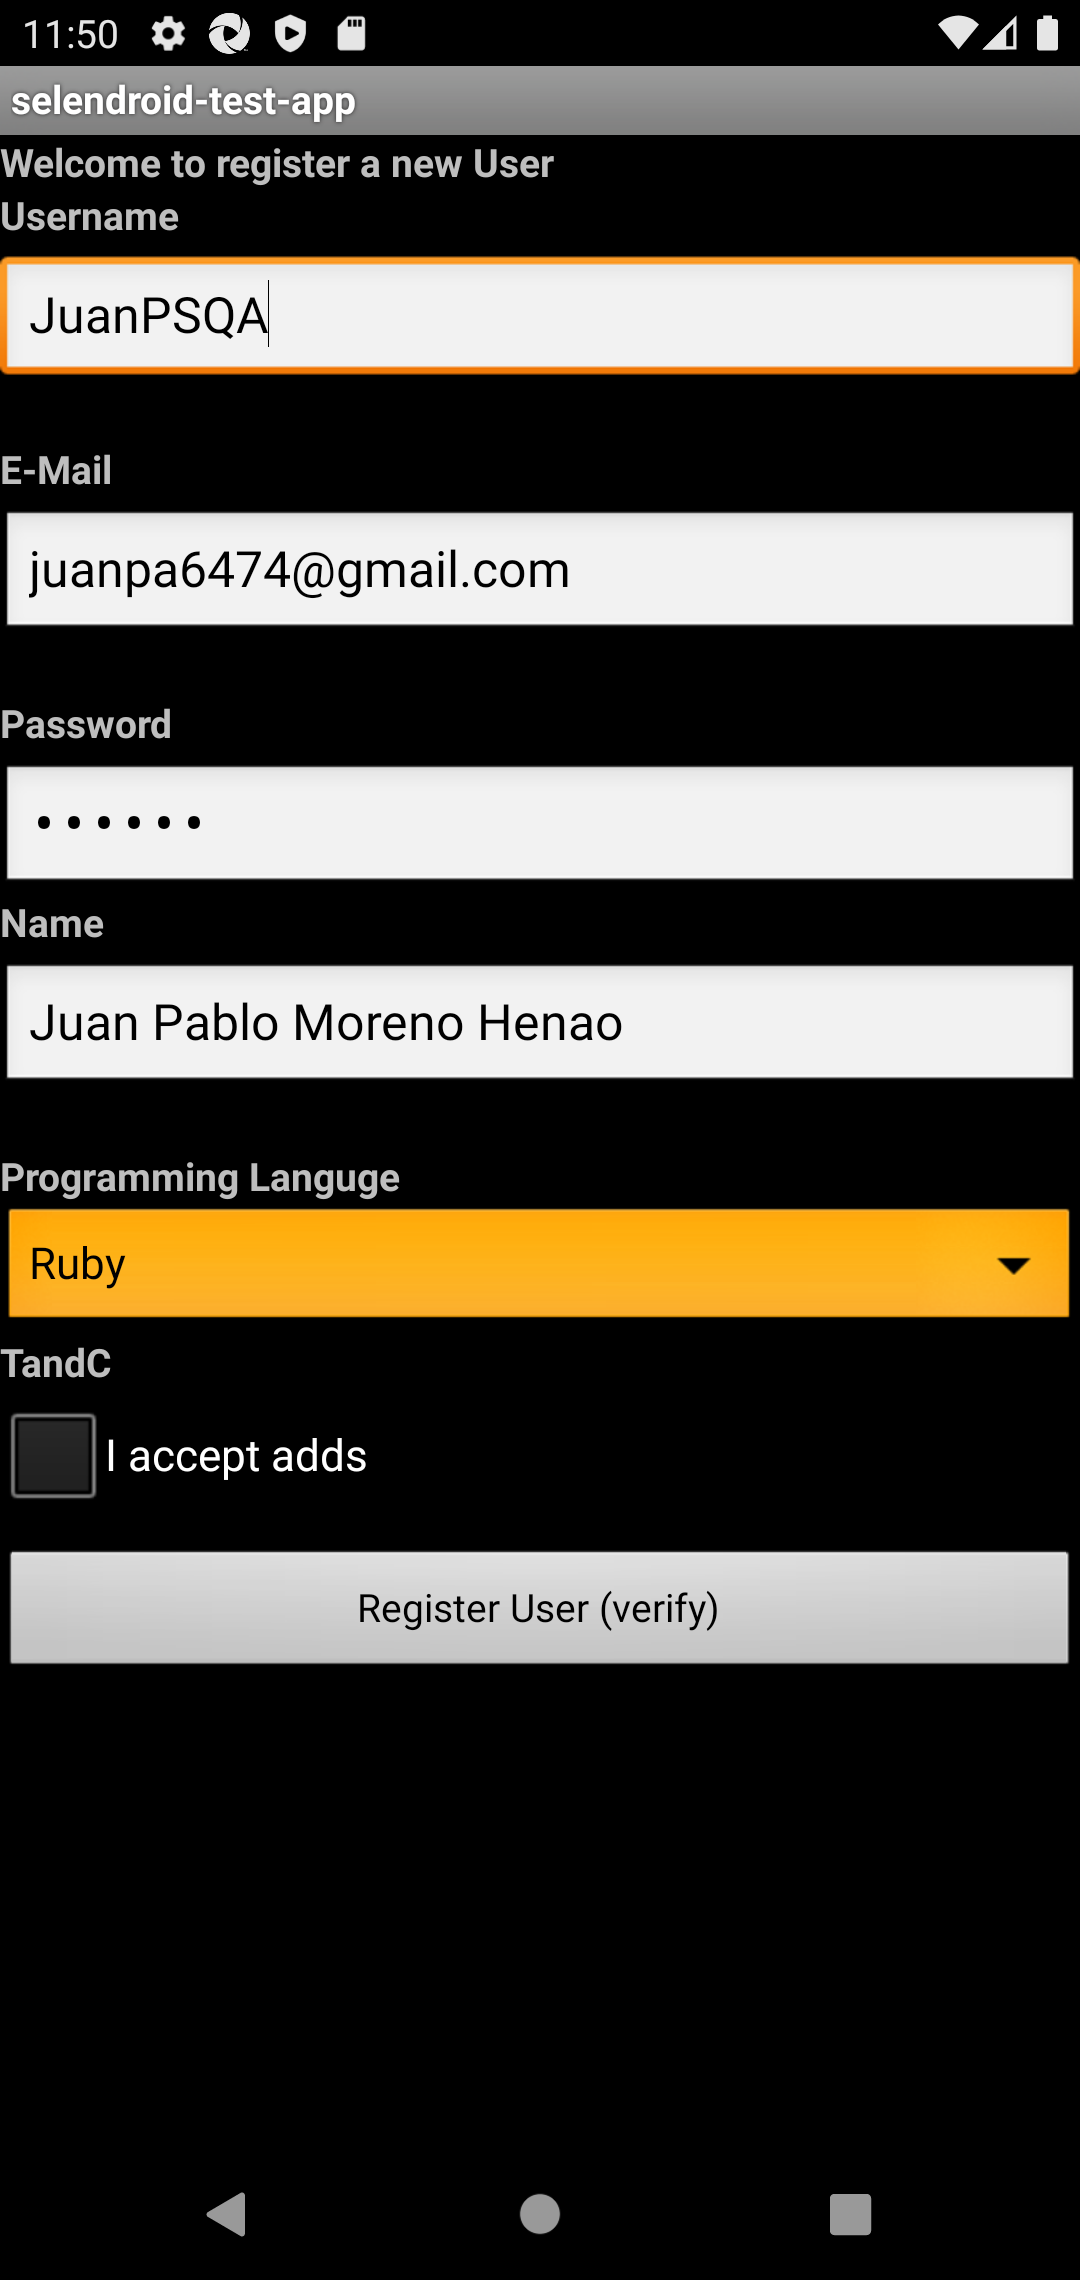 11:50
selendroid-test-app
Welcome to register a new User
Username
JuanPSQA
E-Mail
juanpa6474@gmail.com
Password
••••••
Name
Juan Pablo Moreno Henao
Programming Languge
Ruby
TandC
I accept adds
Register User (verify)